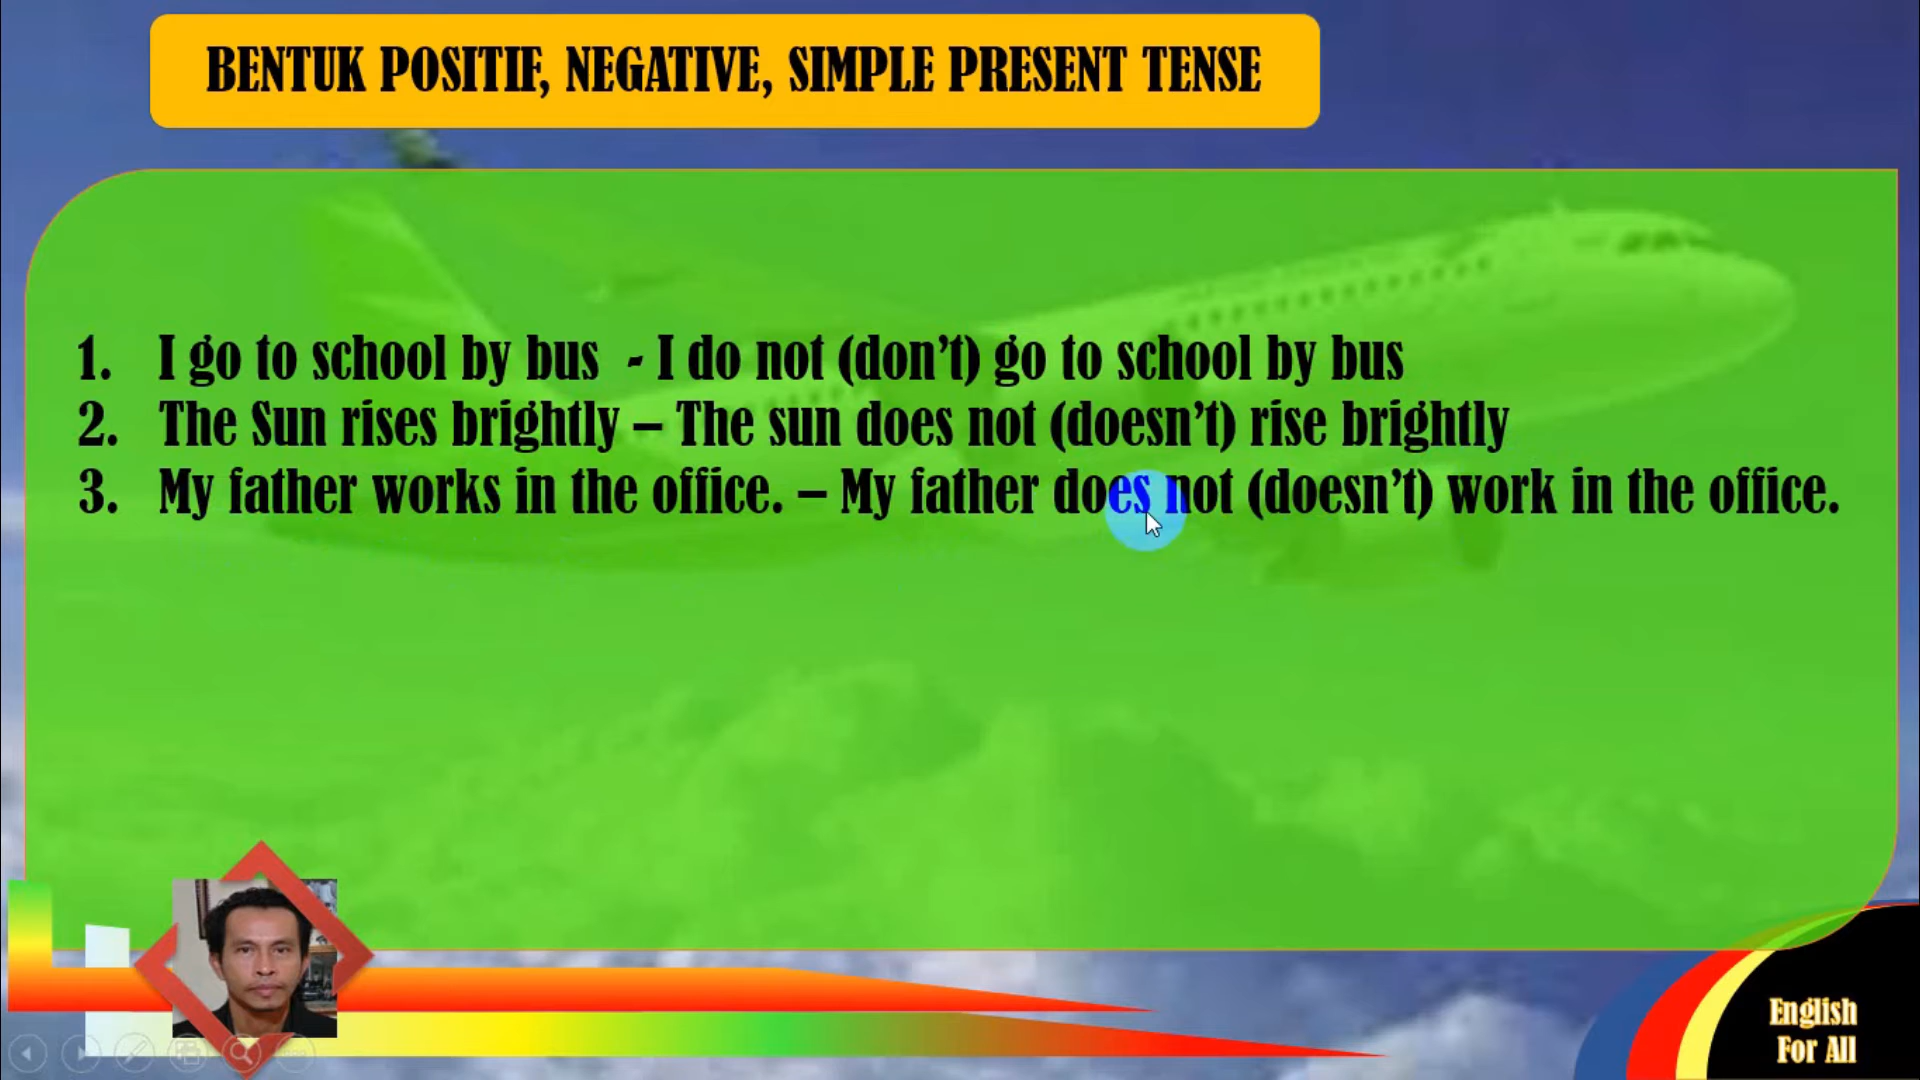 BENTUK POSITIF, NEGATIVE, SIMPLE PRESENT TENSE
1. I go to school by bus - I do not (don't) go to school by bus
2. The Sun rises brightly – The sun does not (doesn't) rise brightly
3. My father works in the office. – My father does not (doesn't) work in the office.
English
For All